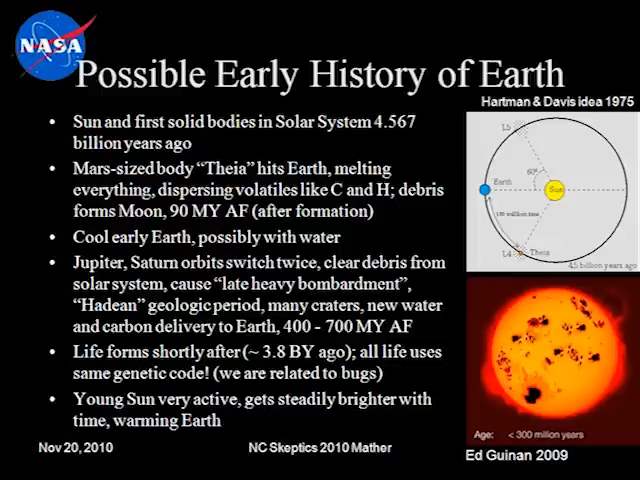 NASA
Possible Early History of Earth
Hartman & Davis idea 1975
• Sun and first solid bodies in Solar System 4.567
billion years ago
• Mars-sized body “Theia” hits Earth, melting
everything, dispersing volatiles like C and H; debris
forms Moon, 90 MY AF (after formation)
• Cool early Earth, possibly with water
• Jupiter, Saturn orbits switch twice, clear debris from
solar system, cause “late heavy bombardment”,
“Hadean” geologic period, many craters, new water
and carbon delivery to Earth, 400 - 700 MY AF
• Life forms shortly after (~ 3.8 BY ago); all life uses
same genetic code! (we are related to bugs)
• Young Sun very active, gets steadily brighter with
time, warming Earth
L5
60°
Earth
Sun
L4
Theia
4.5 billion years ago
Age: < 300 million years
Nov 20, 2010
NC Skeptics 2010 Mather
Ed Guinan 2009